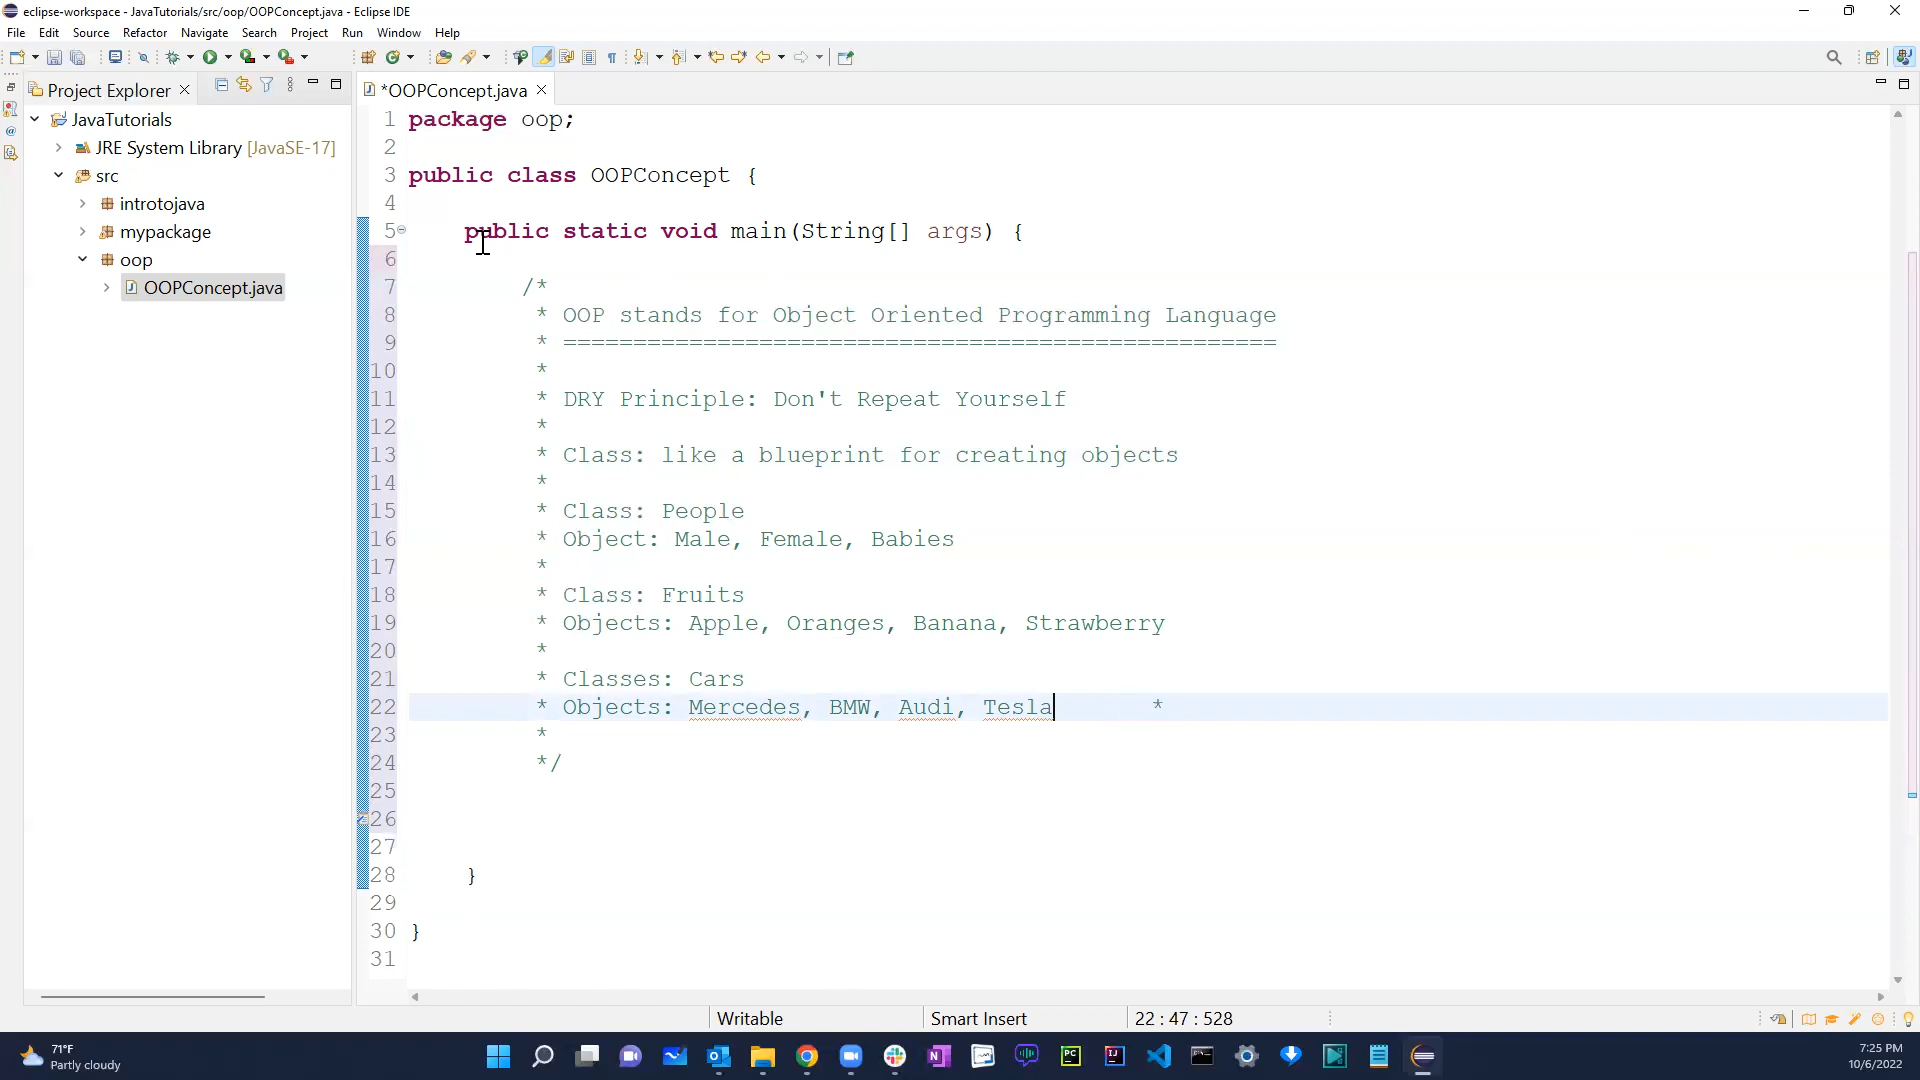 eclipse-workspace - JavaTutorials/src/oop/OOPConcept.java - Eclipse IDE
File Edit Source Refactor Navigate Search Project Run Window Help
Project Explorer
*OOPConcept.java
JavaTutorials
JRE System Library [JavaSE-17]
src
introtojava
mypackage
oop
OOPConcept.java
1 package oop;
2
3 public class OOPConcept {
4
5 public static void main(String[] args) {
6
7 /*
8 * OOP stands for Object Oriented Programming Language
9 * ===================================================
10 *
11 * DRY Principle: Don't Repeat Yourself
12 *
13 * Class: like a blueprint for creating objects
14 *
15 * Class: People
16 * Object: Male, Female, Babies
17 *
18 * Class: Fruits
19 * Objects: Apple, Oranges, Banana, Strawberry
20 *
21 * Classes: Cars
22 * Objects: Mercedes, BMW, Audi, Tesla *
23 *
24 */
25
26
27
28 }
29
30 }
31
Writable Smart Insert 22 : 47 : 528
71°F
Partly cloudy
7:25 PM
10/6/2022